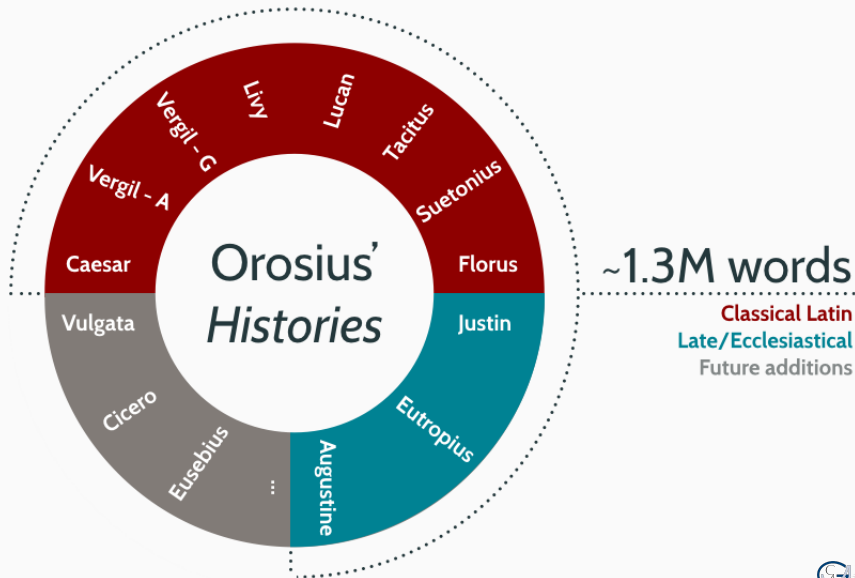 Caesar
Vergil - A
Vergil - G
Livy
Lucan
Tacitus
Suetonius
Florus
Orosius'
Histories
~1.3M words
Classical Latin
Late/Ecclesiastical
Future additions
Justin
Eutropius
Augustine
...
Eusebius
Cicero
Vulgata